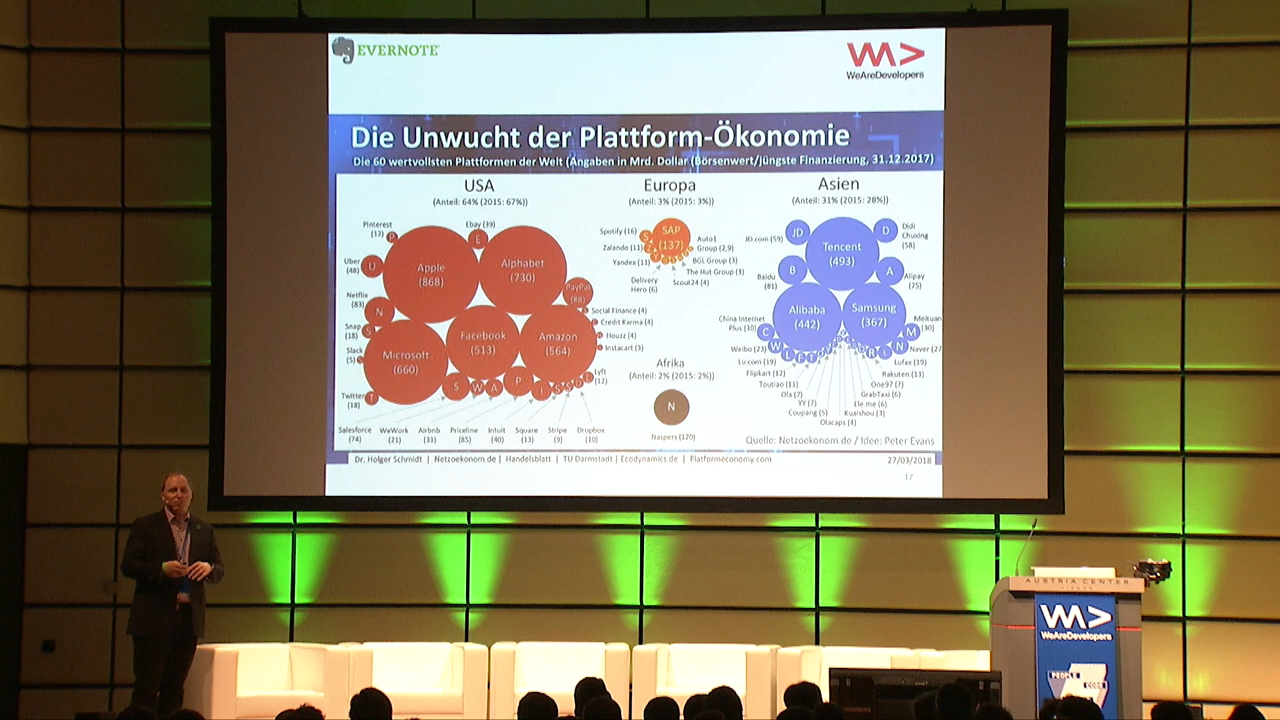 EVERNOTE
WeAreDevelopers
Die Unwucht der Plattform-Ökonomie
Die 60 wertvollsten Plattformen der Welt (Angaben in Mrd. Dollar (Börsenwert/jüngste Finanzierung, 31.12.2017)
USA
(Anteil: 64% (2015: 67%))
Pinterest (12)
Ebay (39)
E
Uber (48)
U
Apple (868)
Alphabet (730)
PayPal (88)
Netflix (83)
N
Snap (18)
S
Slack (5)
Microsoft (660)
Facebook (513)
Amazon (564)
Social Finance (4)
Credit Karma (4)
Houzz (4)
Instacart (3)
Lyft (12)
Twitter (18)
T
S
W
A
P
I
S
S
Salesforce (74)
WeWork (21)
Airbnb (31)
Priceline (85)
Intuit (40)
Square (13)
Stripe (9)
Dropbox (10)
Europa
(Anteil: 3% (2015: 3%))
Spotify (16)
Zalando (11)
Yandex (11)
SAP (137)
Auto1 Group (2,9)
BGL Group (3)
The Hut Group (3)
Scout24 (4)
Delivery Hero (6)
Afrika
(Anteil: 2% (2015: 2%))
N
Naspers (120)
Asien
(Anteil: 31% (2015: 28%))
JD.com (59)
JD
Tencent (493)
D
Didi Chuxing (58)
Baidu (81)
B
A
Alipay (75)
Alibaba (442)
Samsung (367)
China Internet Plus (30)
C
M
Meituan (30)
Weibo (23)
W
N
Naver (27
Lu.com (19)
Lufax (19)
Flipkart (12)
Rakuten (13)
Toutiao (11)
One97 (7)
Ola (7)
GrabTaxi (6)
YY (7)
Ele.me (6)
Coupang (5)
Kuaishou (3)
Olacaps (4)
Quelle: Netzoekonom.de / Idee: Peter Evans
Dr. Holger Schmidt | Netzoekonom.de | Handelsblatt | TU Darmstadt | Ecodynamics.de | Platformeconomy.com
27/03/2018
17
AUSTRIA CENTER
WeAreDevelopers
PEOPLE
CODE